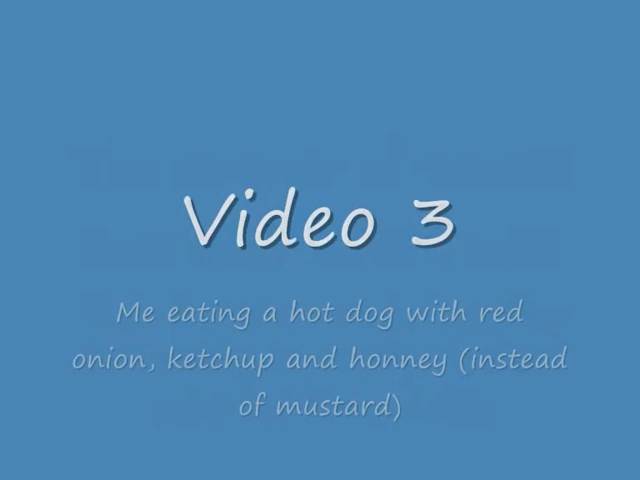 Video 3
Me eating a hot dog with red
onion, ketchup and honney (instead
of mustard)